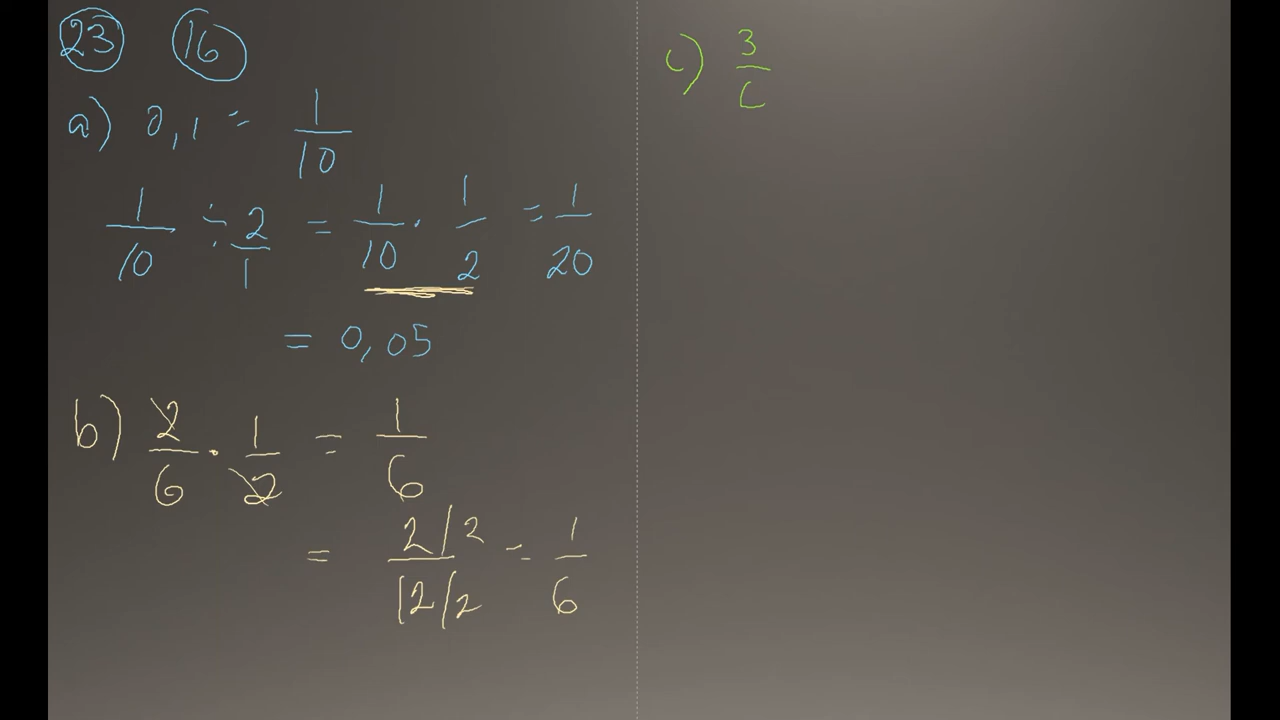 23 16
a) 0,1 = 1/10
1/10 ÷ 2/1 = 1/10 · 1/2 = 1/20
= 0,05
b) 2/6 · 1/2 = 1/6
= 2/2 / 12/2 = 1/6
c) 3/